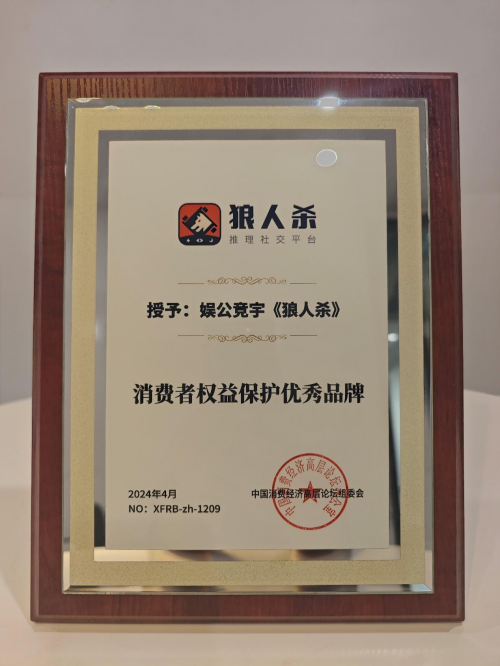 狼人杀
推理社交平台
授予：娱公竞宇《狼人杀》
消费者权益保护优秀品牌
2024年4月
中国消费经济高层论坛组委会
NO：XFRB-zh-1209